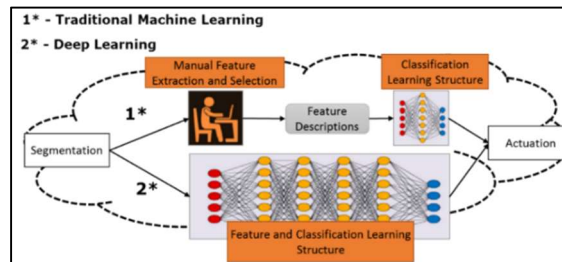 1* - Traditional Machine Learning
2* - Deep Learning
Manual Feature
Extraction and Selection
Classification
Learning Structure
1*
Feature
Descriptions
Segmentation
Actuation
2*
Feature and Classification Learning
Structure